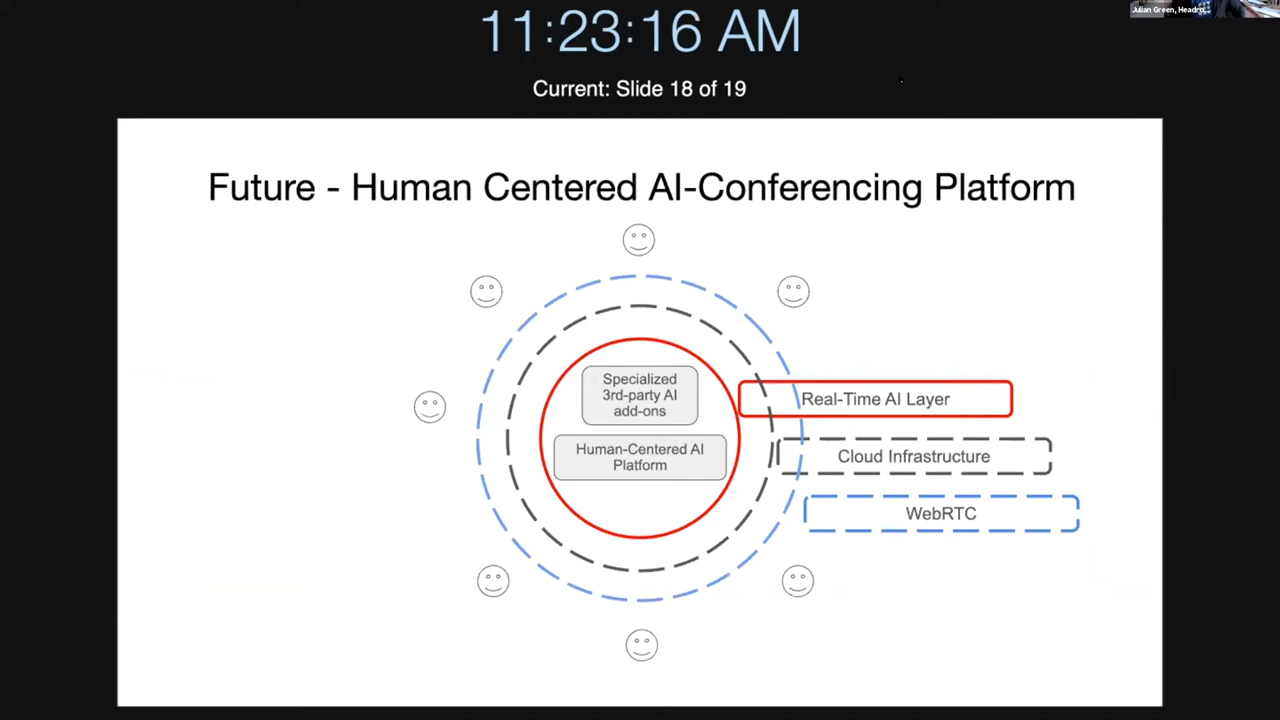 Julian Green, Headro...
11:23:16 AM
Current: Slide 18 of 19
Future - Human Centered AI-Conferencing Platform
Specialized
3rd-party AI
add-ons
Human-Centered AI
Platform
Real-Time AI Layer
Cloud Infrastructure
WebRTC